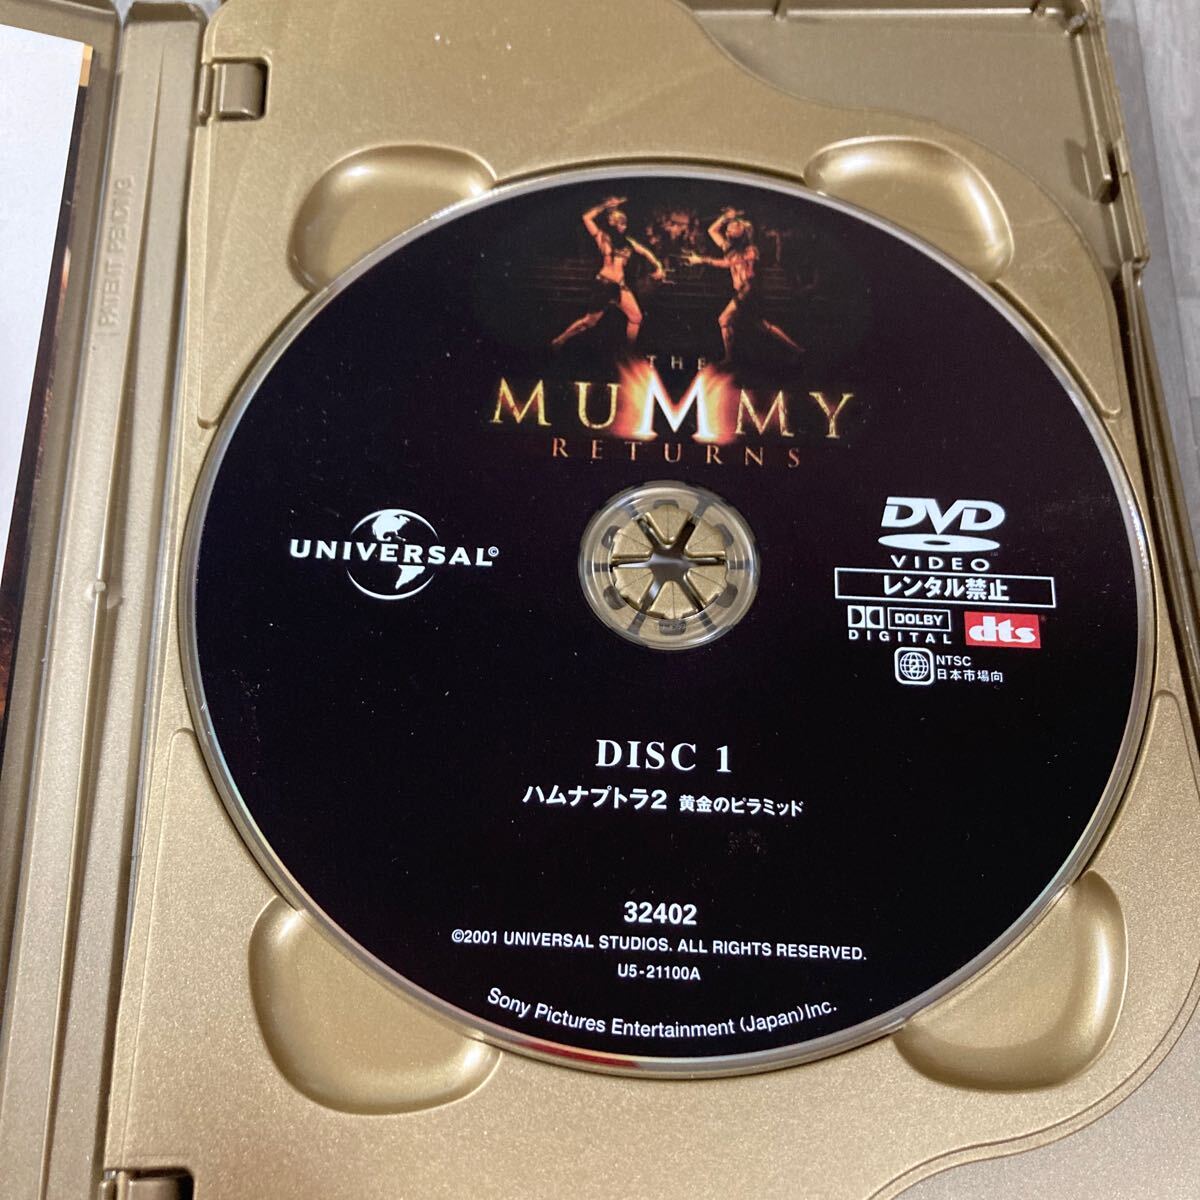 PATENT PENDING
THE
MUMMY
RETURNS
UNIVERSAL©
DVD
VIDEO
レンタル禁止
DOLBY
DIGITAL
dts
2
NTSC
日本市場向
DISC 1
ハムナプトラ2 黄金のピラミッド
32402
©2001 UNIVERSAL STUDIOS. ALL RIGHTS RESERVED.
U5-21100A
Sony Pictures Entertainment (Japan) Inc.